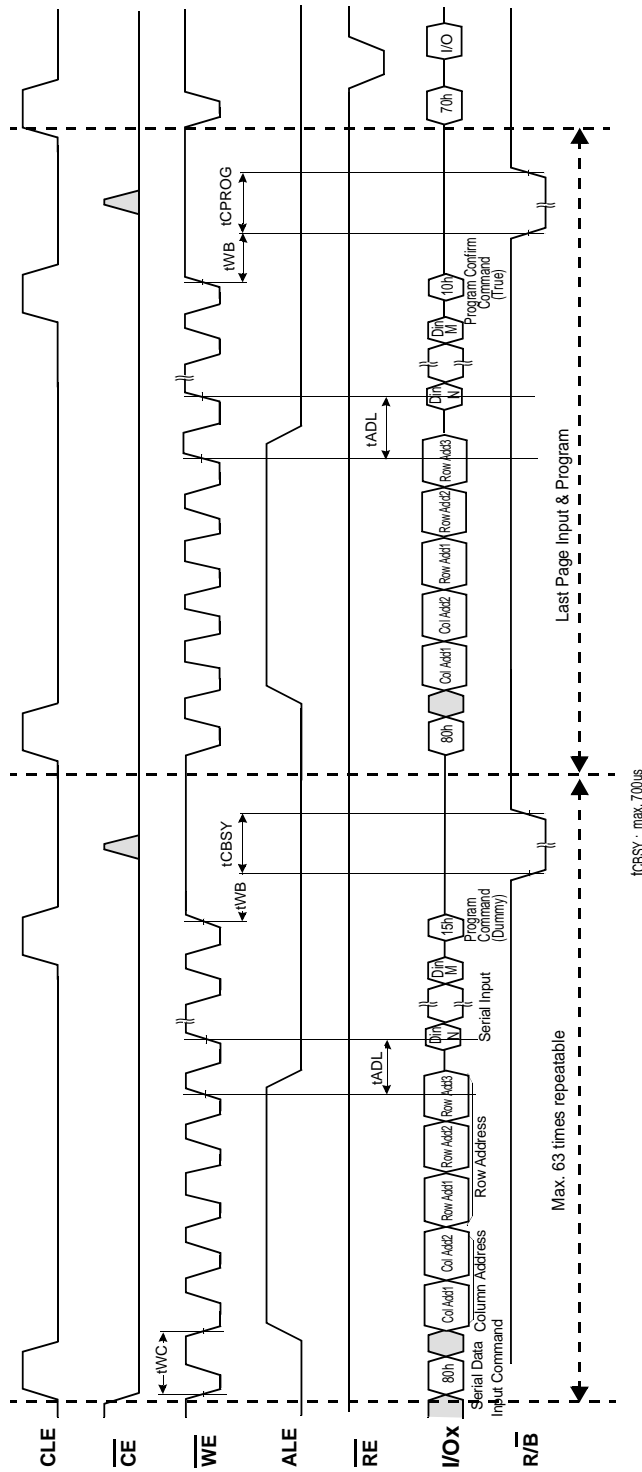 CLE
CE
tWC
WE
tWB
tCBSY
tWB
tCPROG
ALE
RE
tADL
tADL
I/Ox
80h
Col Add1
Col Add2
Row Add1
Row Add2
Row Add3
Din
N
Din
M
15h
80h
Col Add1
Col Add2
Row Add1
Row Add2
Row Add3
Din
N
Din
M
10h
70h
I/O
Serial Data
Input Command
Column Address
Row Address
Serial Input
Program
Command
(Dummy)
Program Confirm
Command
(True)
R/B
Max. 63 times repeatable
Last Page Input & Program
tCBSY : max. 700us